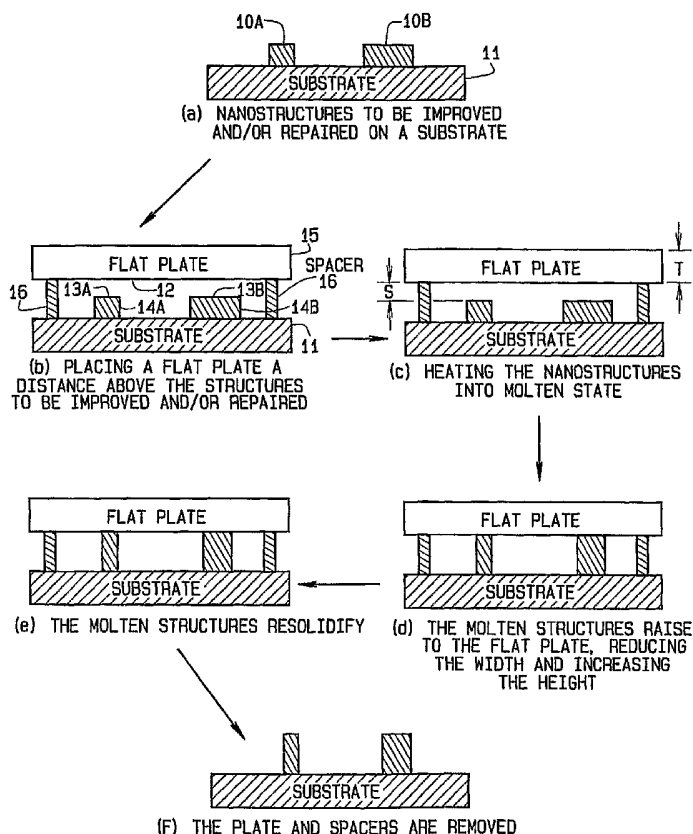 10A
10B
11
SUBSTRATE
(a) NANOSTRUCTURES TO BE IMPROVED
AND/OR REPAIRED ON A SUBSTRATE
15
FLAT PLATE
12
SPACER
16
16
13A
13B
14A
14B
SUBSTRATE
11
(b) PLACING A FLAT PLATE A
DISTANCE ABOVE THE STRUCTURES
TO BE IMPROVED AND/OR REPAIRED
FLAT PLATE
T
S
SUBSTRATE
(c) HEATING THE NANOSTRUCTURES
INTO MOLTEN STATE
FLAT PLATE
SUBSTRATE
(d) THE MOLTEN STRUCTURES RAISE
TO THE FLAT PLATE, REDUCING
THE WIDTH AND INCREASING
THE HEIGHT
FLAT PLATE
SUBSTRATE
(e) THE MOLTEN STRUCTURES RESOLIDIFY
SUBSTRATE
(F) THE PLATE AND SPACERS ARE REMOVED